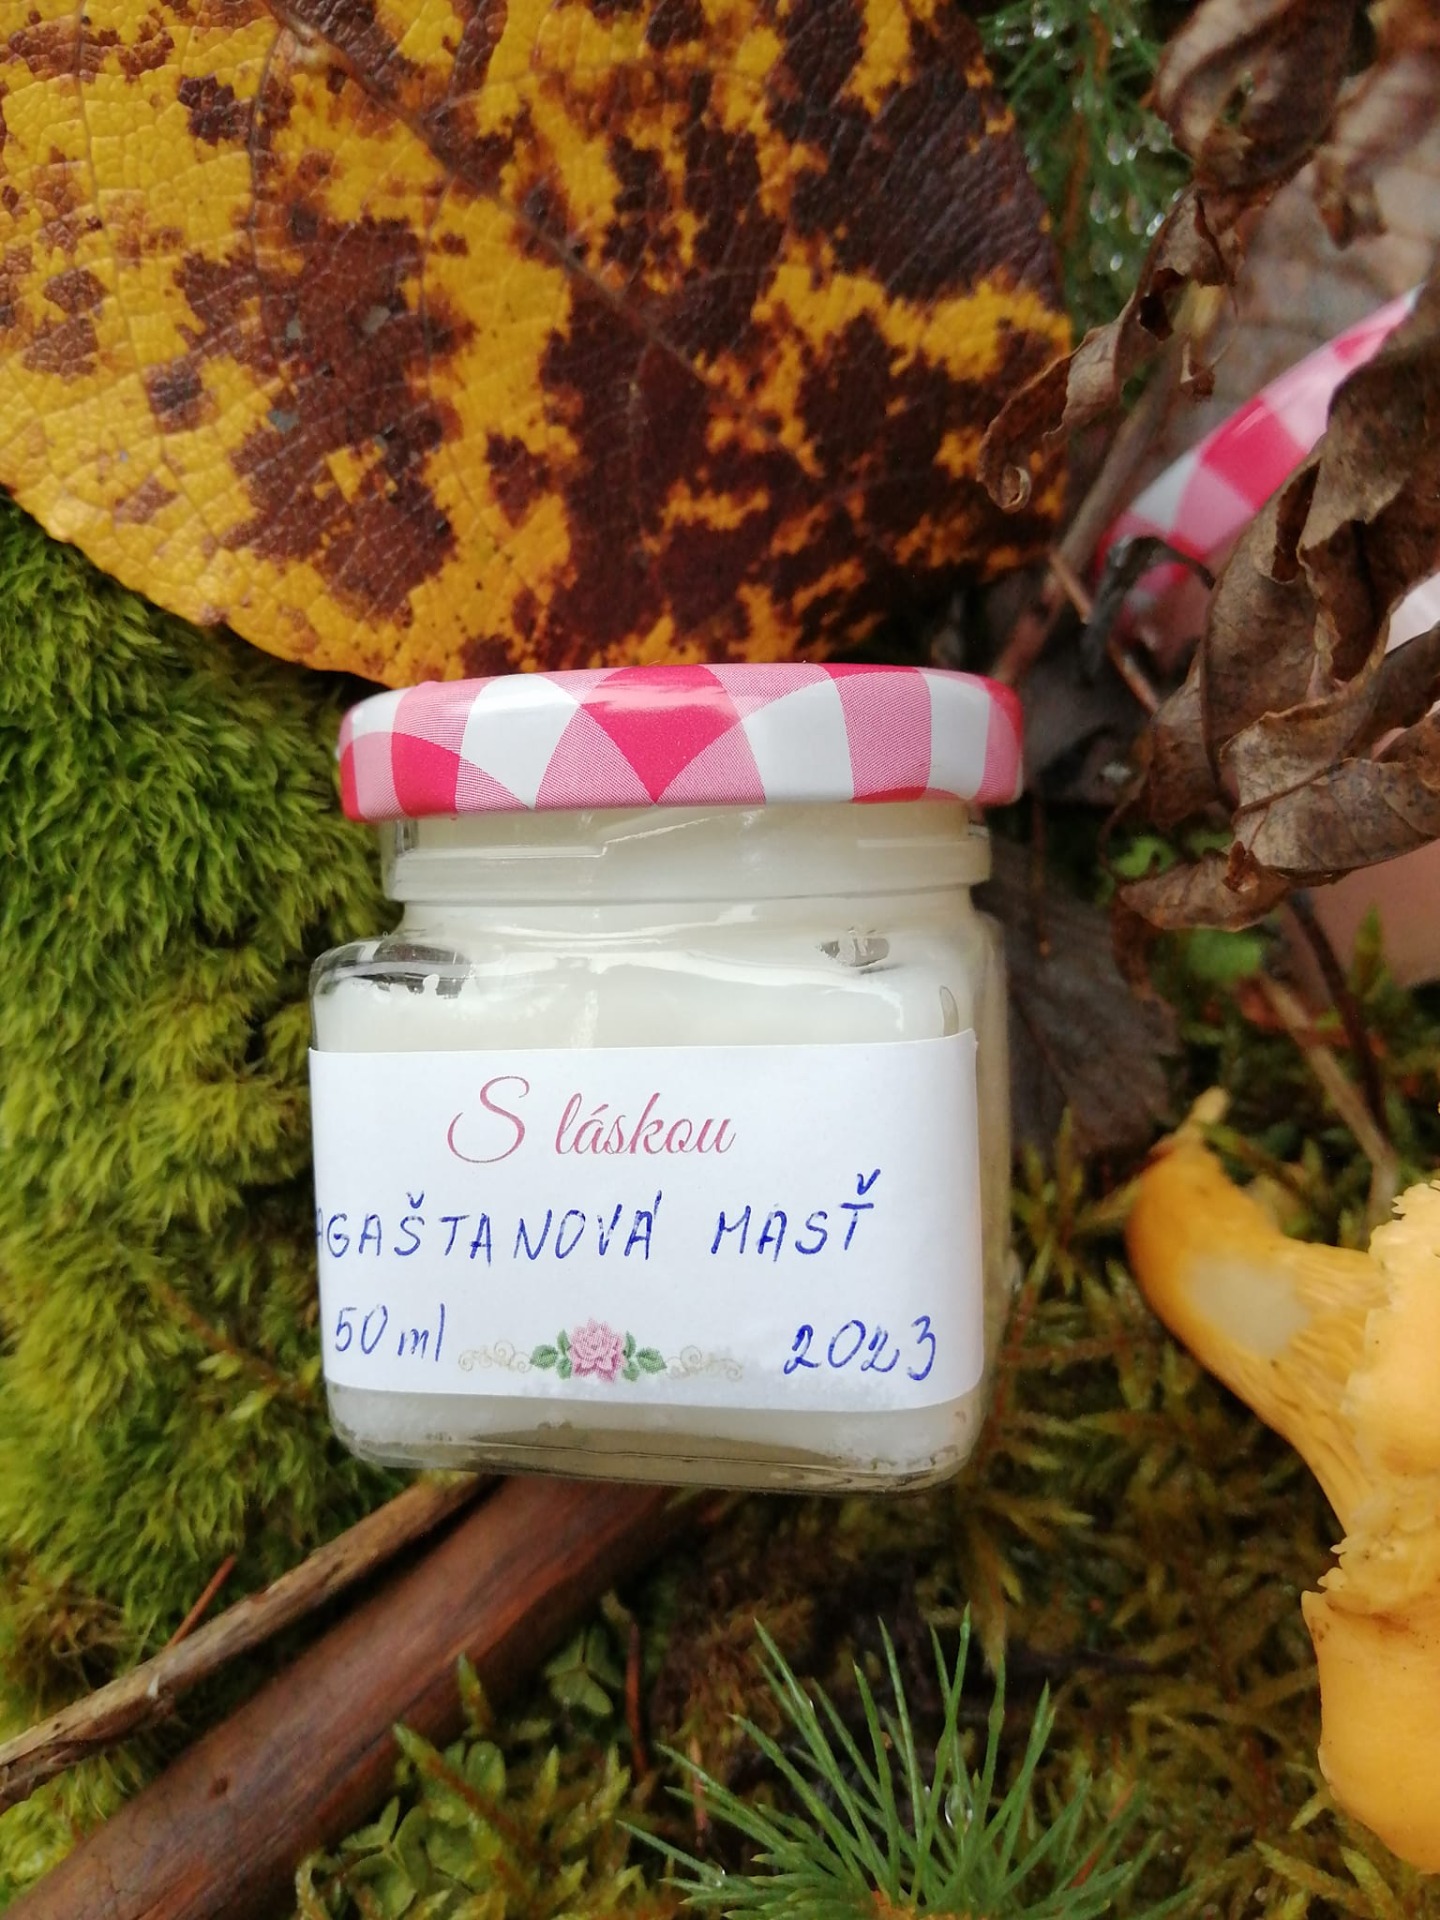 S láskou
AGAŠTANOVÁ MASŤ
50 ml 2023